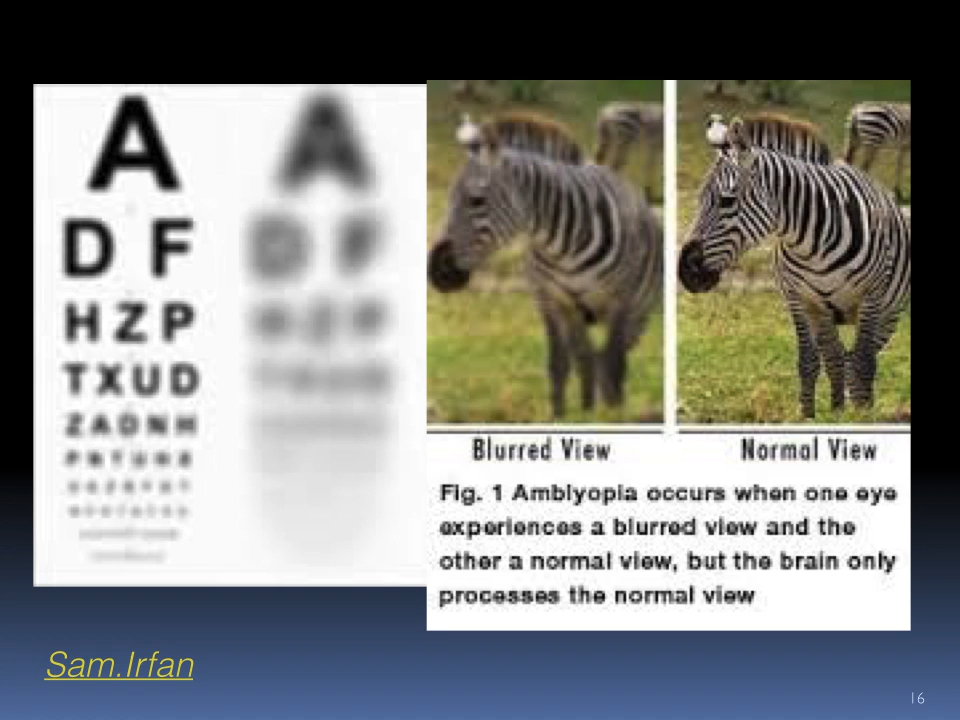 A
D F
H Z P
T X U D
Z A D N H
P N T U H
A
D F
Blurred View
Normal View
Fig. 1 Amblyopia occurs when one eye
experiences a blurred view and the
other a normal view, but the brain only
processes the normal view
Sam.Irfan
16